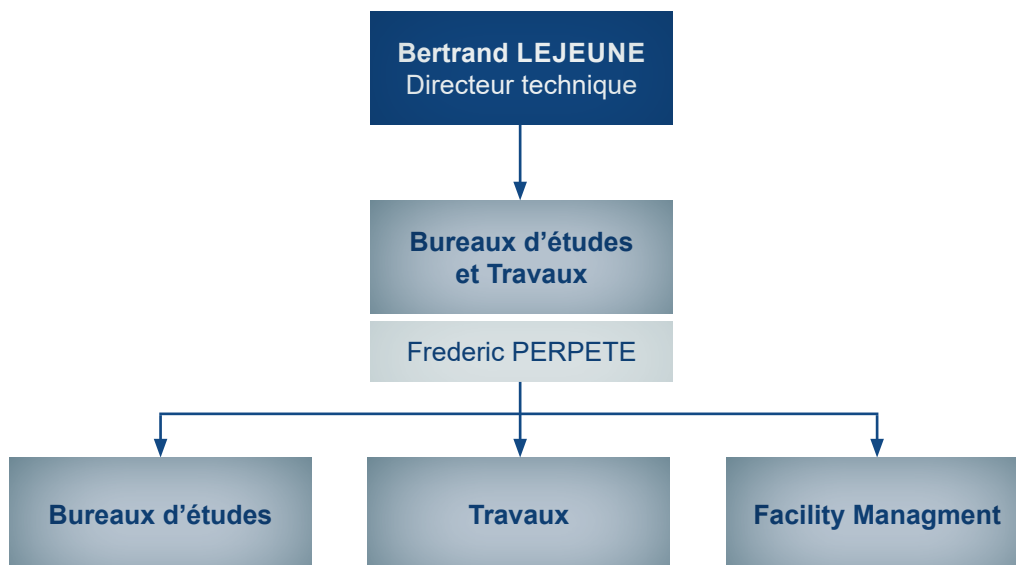 Bertrand LEJEUNE
Directeur technique
Bureaux d’études
et Travaux
Frederic PERPETE
Bureaux d’études
Travaux
Facility Managment